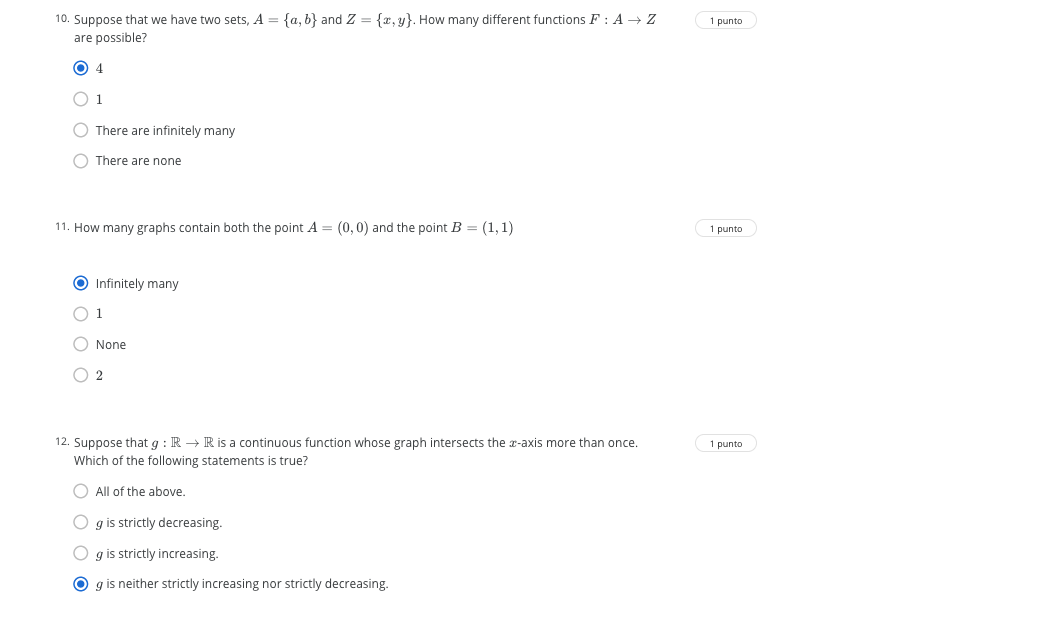 10. Suppose that we have two sets, A = {a, b} and Z = {x, y}. How many different functions F : A → Z 1 punto
are possible?
4
1
There are infinitely many
There are none
11. How many graphs contain both the point A = (0, 0) and the point B = (1, 1) 1 punto
Infinitely many
1
None
2
12. Suppose that g : ℝ → ℝ is a continuous function whose graph intersects the x-axis more than once. 1 punto
Which of the following statements is true?
All of the above.
g is strictly decreasing.
g is strictly increasing.
g is neither strictly increasing nor strictly decreasing.